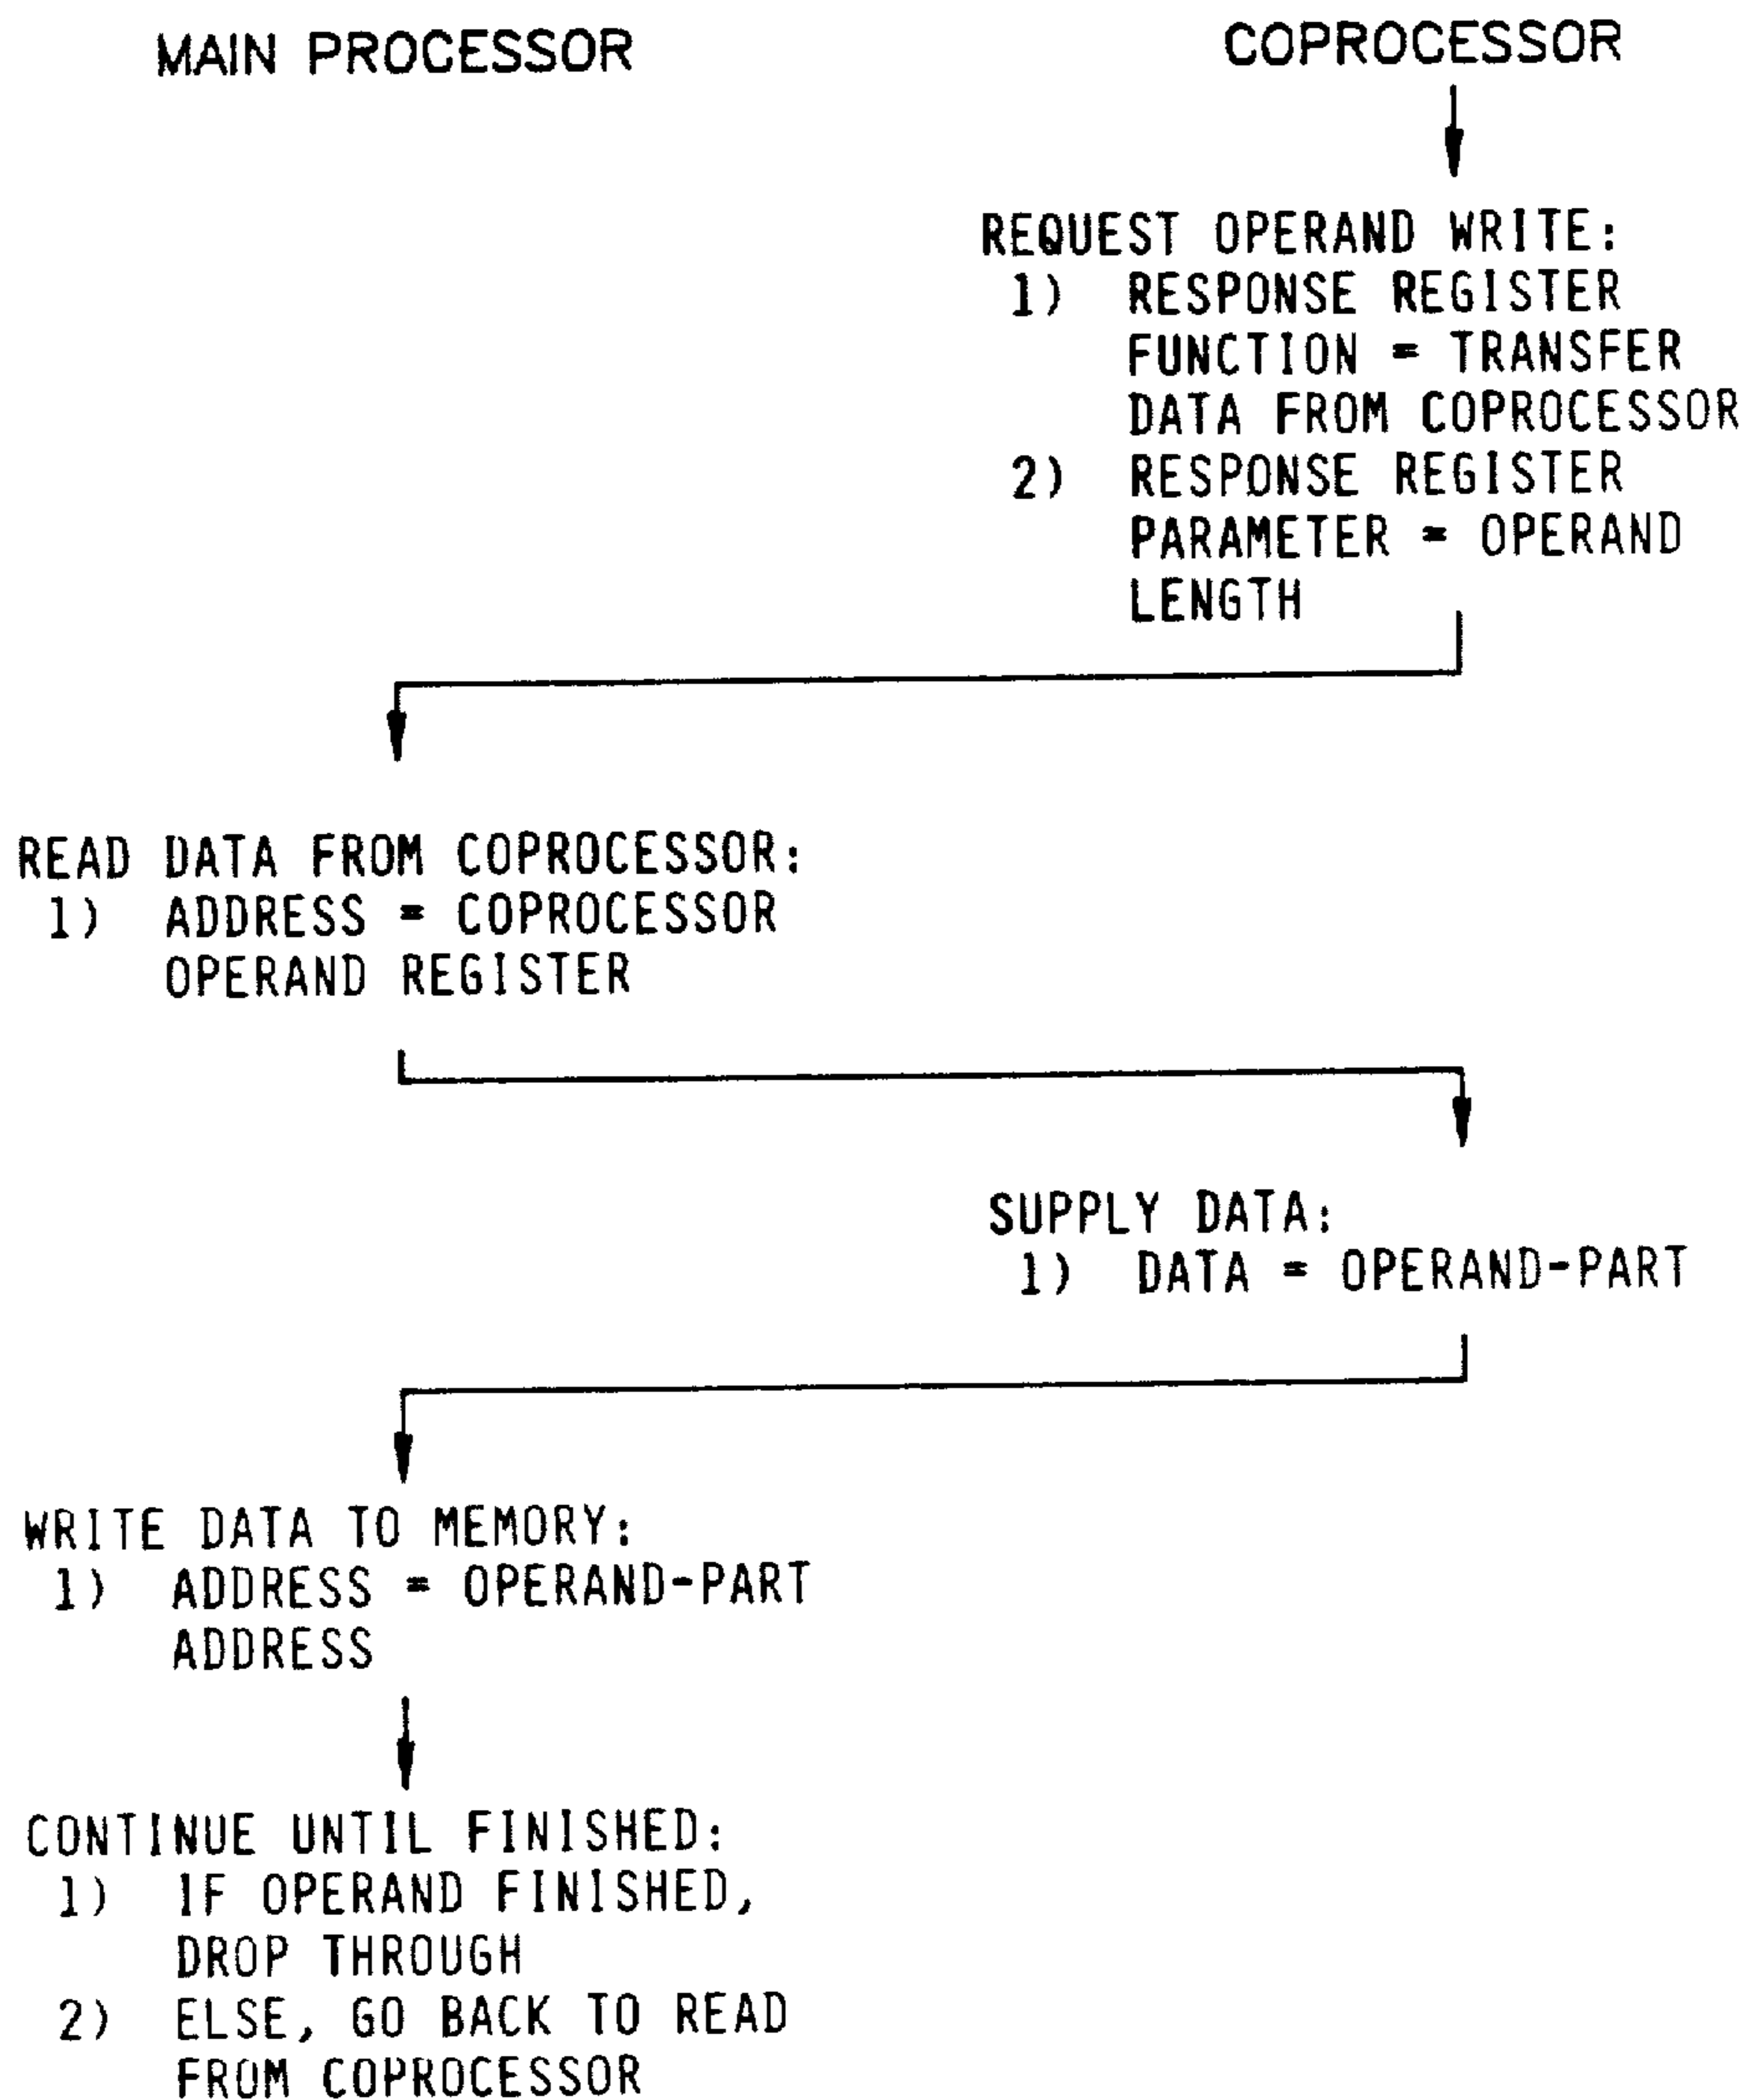 MAIN PROCESSOR
COPROCESSOR
REQUEST OPERAND WRITE:
1) RESPONSE REGISTER
FUNCTION = TRANSFER
DATA FROM COPROCESSOR
2) RESPONSE REGISTER
PARAMETER = OPERAND
LENGTH
READ DATA FROM COPROCESSOR:
1) ADDRESS = COPROCESSOR
OPERAND REGISTER
SUPPLY DATA:
1) DATA = OPERAND-PART
WRITE DATA TO MEMORY:
1) ADDRESS = OPERAND-PART
ADDRESS
CONTINUE UNTIL FINISHED:
1) IF OPERAND FINISHED,
DROP THROUGH
2) ELSE, GO BACK TO READ
FROM COPROCESSOR